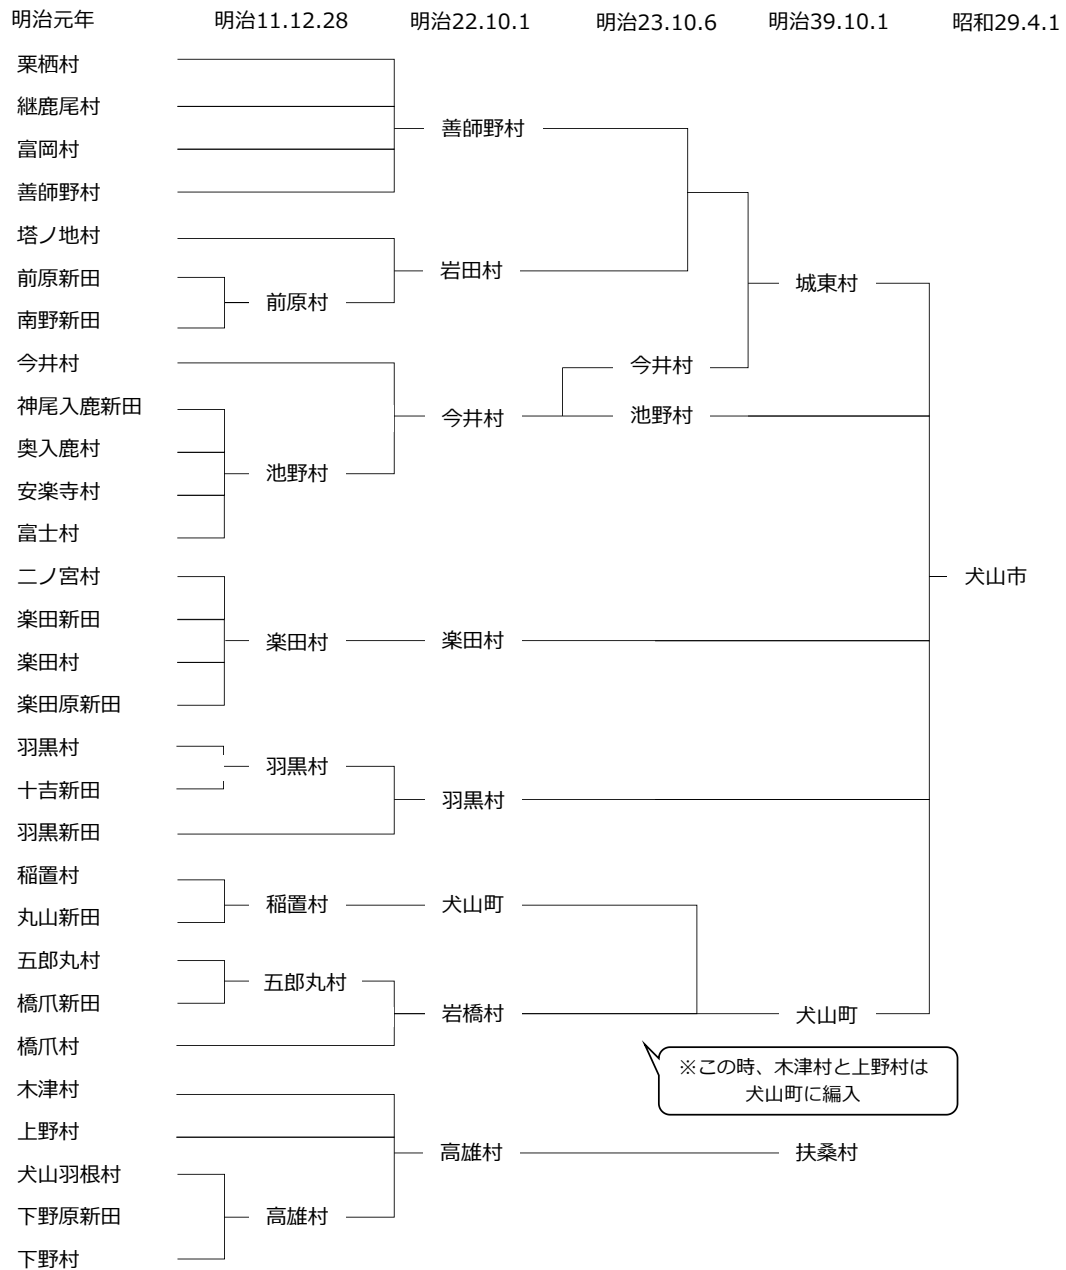 明治元年 明治11.12.28 明治22.10.1 明治23.10.6 明治39.10.1 昭和29.4.1
栗栖村
継鹿尾村
善師野村
富岡村
善師野村
塔ノ地村
岩田村
前原新田
城東村
前原村
南野新田
今井村
今井村
神尾入鹿新田
今井村
池野村
奥入鹿村
池野村
安楽寺村
富士村
二ノ宮村
犬山市
楽田新田
楽田村
楽田村
楽田村
楽田原新田
羽黒村
羽黒村
十吉新田
羽黒村
羽黒新田
稲置村
稲置村
犬山町
丸山新田
五郎丸村
五郎丸村
橋爪新田
岩橋村
犬山町
橋爪村
※この時、木津村と上野村は
犬山町に編入
木津村
上野村
高雄村
扶桑村
犬山羽根村
下野原新田
高雄村
下野村